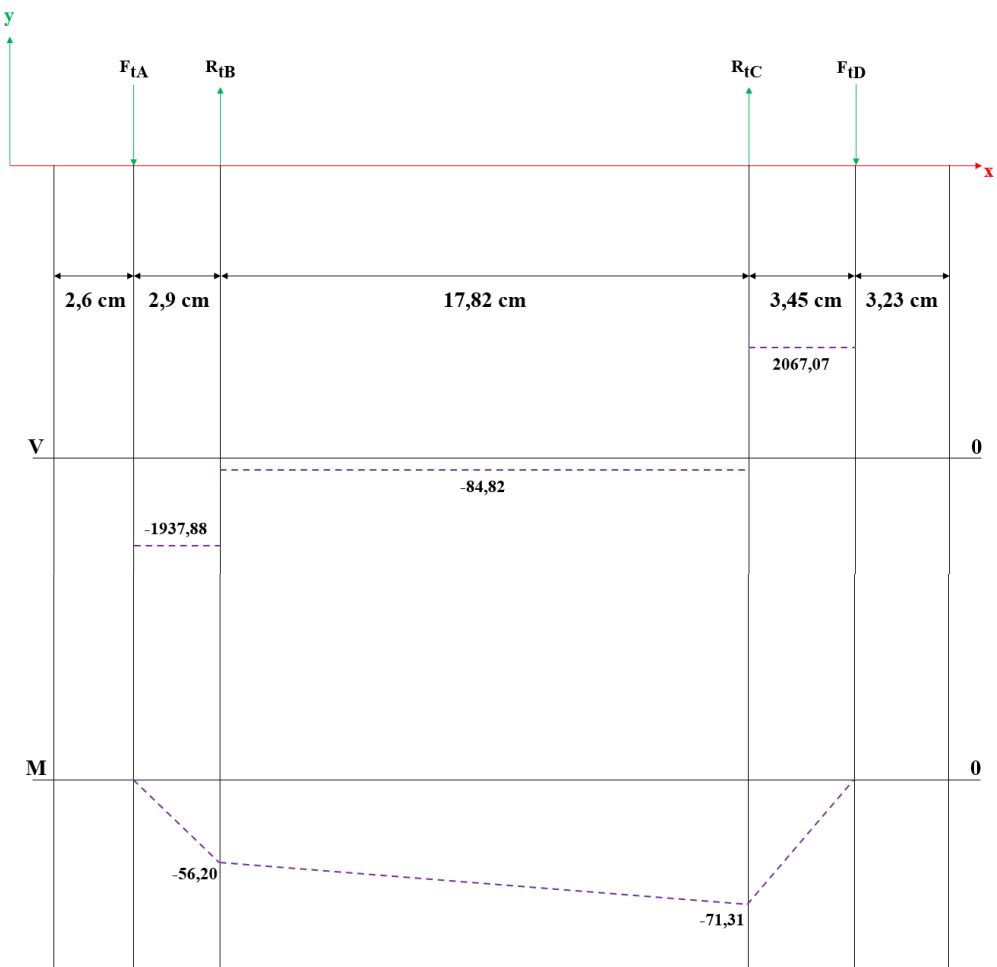 y
FtA RtB RtC FtD
x
2,6 cm 2,9 cm 17,82 cm 3,45 cm 3,23 cm
2067,07
V 0
-84,82
-1937,88
M 0
-56,20
-71,31